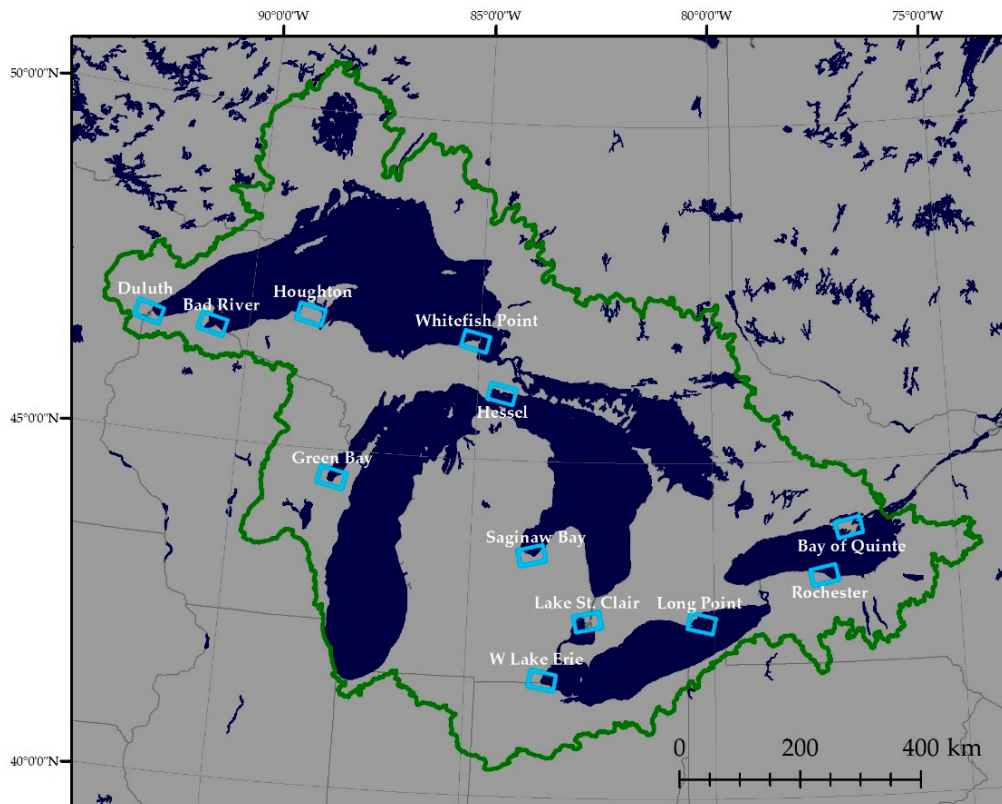 90°0'0"W
85°0'0"W
80°0'0"W
75°0'0"W
50°0'0"N
45°0'0"N
40°0'0"N
Duluth
Bad River
Houghton
Whitefish Point
Hessel
Green Bay
Saginaw Bay
Bay of Quinte
Rochester
Lake St. Clair
Long Point
W Lake Erie
0 200 400 km